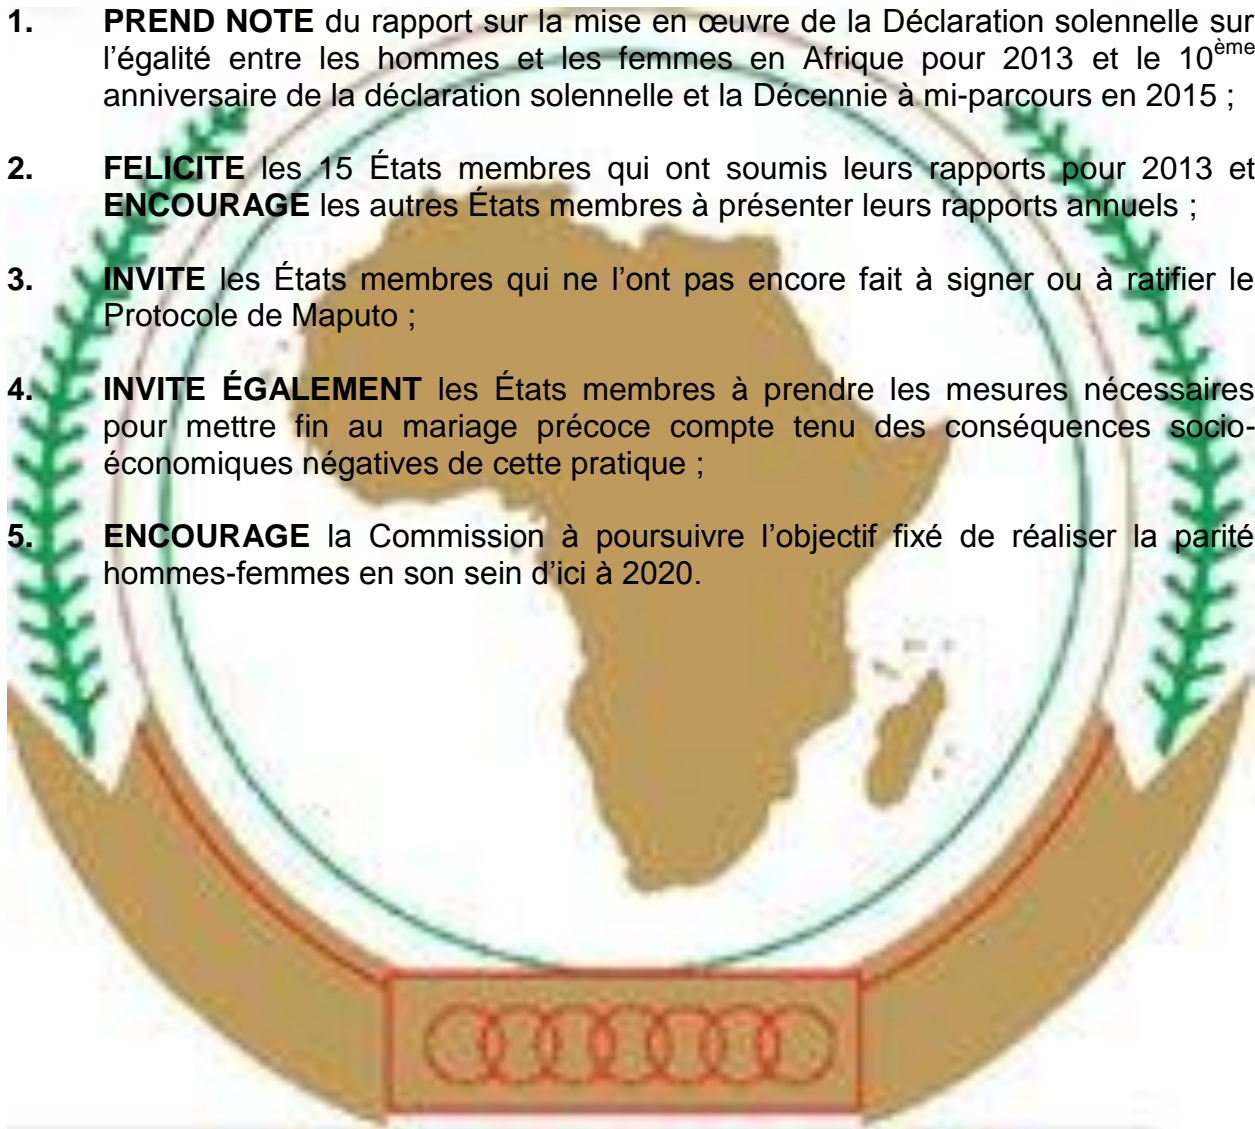 1. PREND NOTE du rapport sur la mise en œuvre de la Déclaration solennelle sur
l’égalité entre les hommes et les femmes en Afrique pour 2013 et le 10ème
anniversaire de la déclaration solennelle et la Décennie à mi-parcours en 2015 ;
2. FELICITE les 15 États membres qui ont soumis leurs rapports pour 2013 et
ENCOURAGE les autres États membres à présenter leurs rapports annuels ;
3. INVITE les États membres qui ne l’ont pas encore fait à signer ou à ratifier le
Protocole de Maputo ;
4. INVITE ÉGALEMENT les États membres à prendre les mesures nécessaires
pour mettre fin au mariage précoce compte tenu des conséquences socio-
économiques négatives de cette pratique ;
5. ENCOURAGE la Commission à poursuivre l’objectif fixé de réaliser la parité
hommes-femmes en son sein d’ici à 2020.